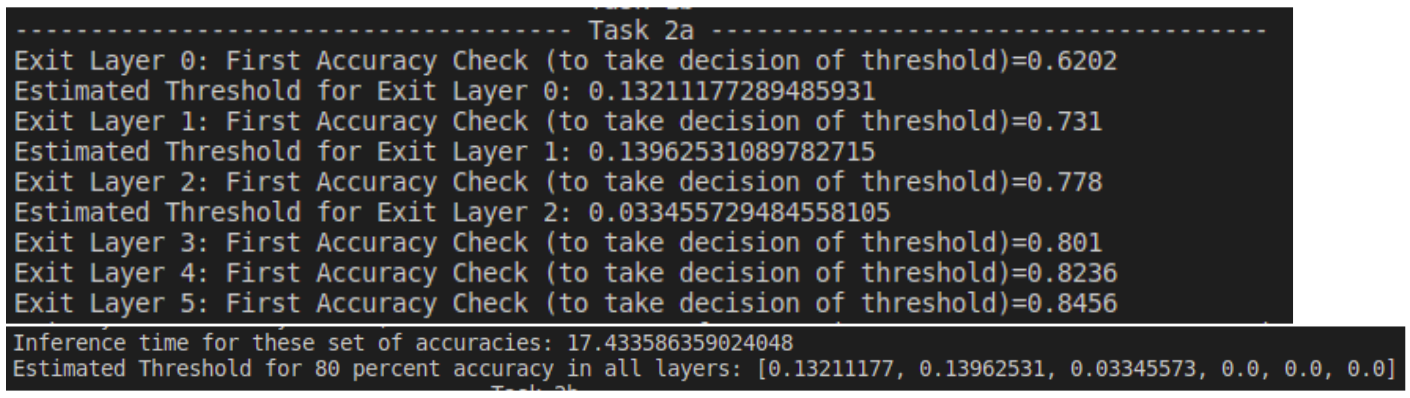 ------------------------------------- Task 2a -------------------------------------
Exit Layer 0: First Accuracy Check (to take decision of threshold)=0.6202
Estimated Threshold for Exit Layer 0: 0.13211177289485931
Exit Layer 1: First Accuracy Check (to take decision of threshold)=0.731
Estimated Threshold for Exit Layer 1: 0.13962531089782715
Exit Layer 2: First Accuracy Check (to take decision of threshold)=0.778
Estimated Threshold for Exit Layer 2: 0.033455729484558105
Exit Layer 3: First Accuracy Check (to take decision of threshold)=0.801
Exit Layer 4: First Accuracy Check (to take decision of threshold)=0.8236
Exit Layer 5: First Accuracy Check (to take decision of threshold)=0.8456
Inference time for these set of accuracies: 17.433586359024048
Estimated Threshold for 80 percent accuracy in all layers: [0.13211177, 0.13962531, 0.03345573, 0.0, 0.0, 0.0]